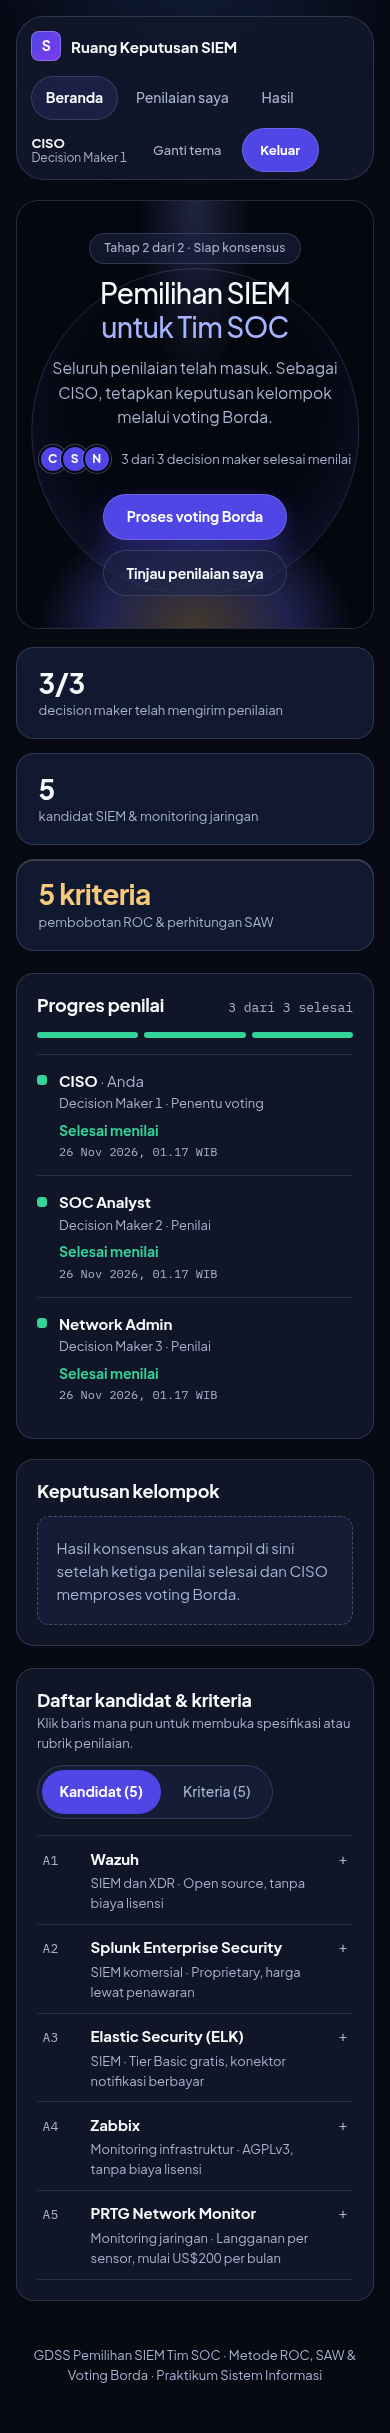 S Ruang Keputusan SIEM
Beranda Penilaian saya Hasil
CISO
Decision Maker 1
Ganti tema
Keluar
Tahap 2 dari 2 · Siap konsensus
Pemilihan SIEM
untuk Tim SOC
Seluruh penilaian telah masuk. Sebagai
CISO, tetapkan keputusan kelompok
melalui voting Borda.
C S N 3 dari 3 decision maker selesai menilai
Proses voting Borda
Tinjau penilaian saya
3/3
decision maker telah mengirim penilaian
5
kandidat SIEM & monitoring jaringan
5 kriteria
pembobotan ROC & perhitungan SAW
Progres penilai 3 dari 3 selesai
CISO · Anda
Decision Maker 1 · Penentu voting
Selesai menilai
26 Nov 2026, 01.17 WIB
SOC Analyst
Decision Maker 2 · Penilai
Selesai menilai
26 Nov 2026, 01.17 WIB
Network Admin
Decision Maker 3 · Penilai
Selesai menilai
26 Nov 2026, 01.17 WIB
Keputusan kelompok
Hasil konsensus akan tampil di sini
setelah ketiga penilai selesai dan CISO
memproses voting Borda.
Daftar kandidat & kriteria
Klik baris mana pun untuk membuka spesifikasi atau
rubrik penilaian.
Kandidat (5) Kriteria (5)
A1 Wazuh +
SIEM dan XDR · Open source, tanpa
biaya lisensi
A2 Splunk Enterprise Security +
SIEM komersial · Proprietary, harga
lewat penawaran
A3 Elastic Security (ELK) +
SIEM · Tier Basic gratis, konektor
notifikasi berbayar
A4 Zabbix +
Monitoring infrastruktur · AGPLv3,
tanpa biaya lisensi
A5 PRTG Network Monitor +
Monitoring jaringan · Langganan per
sensor, mulai US$200 per bulan
GDSS Pemilihan SIEM Tim SOC · Metode ROC, SAW &
Voting Borda · Praktikum Sistem Informasi